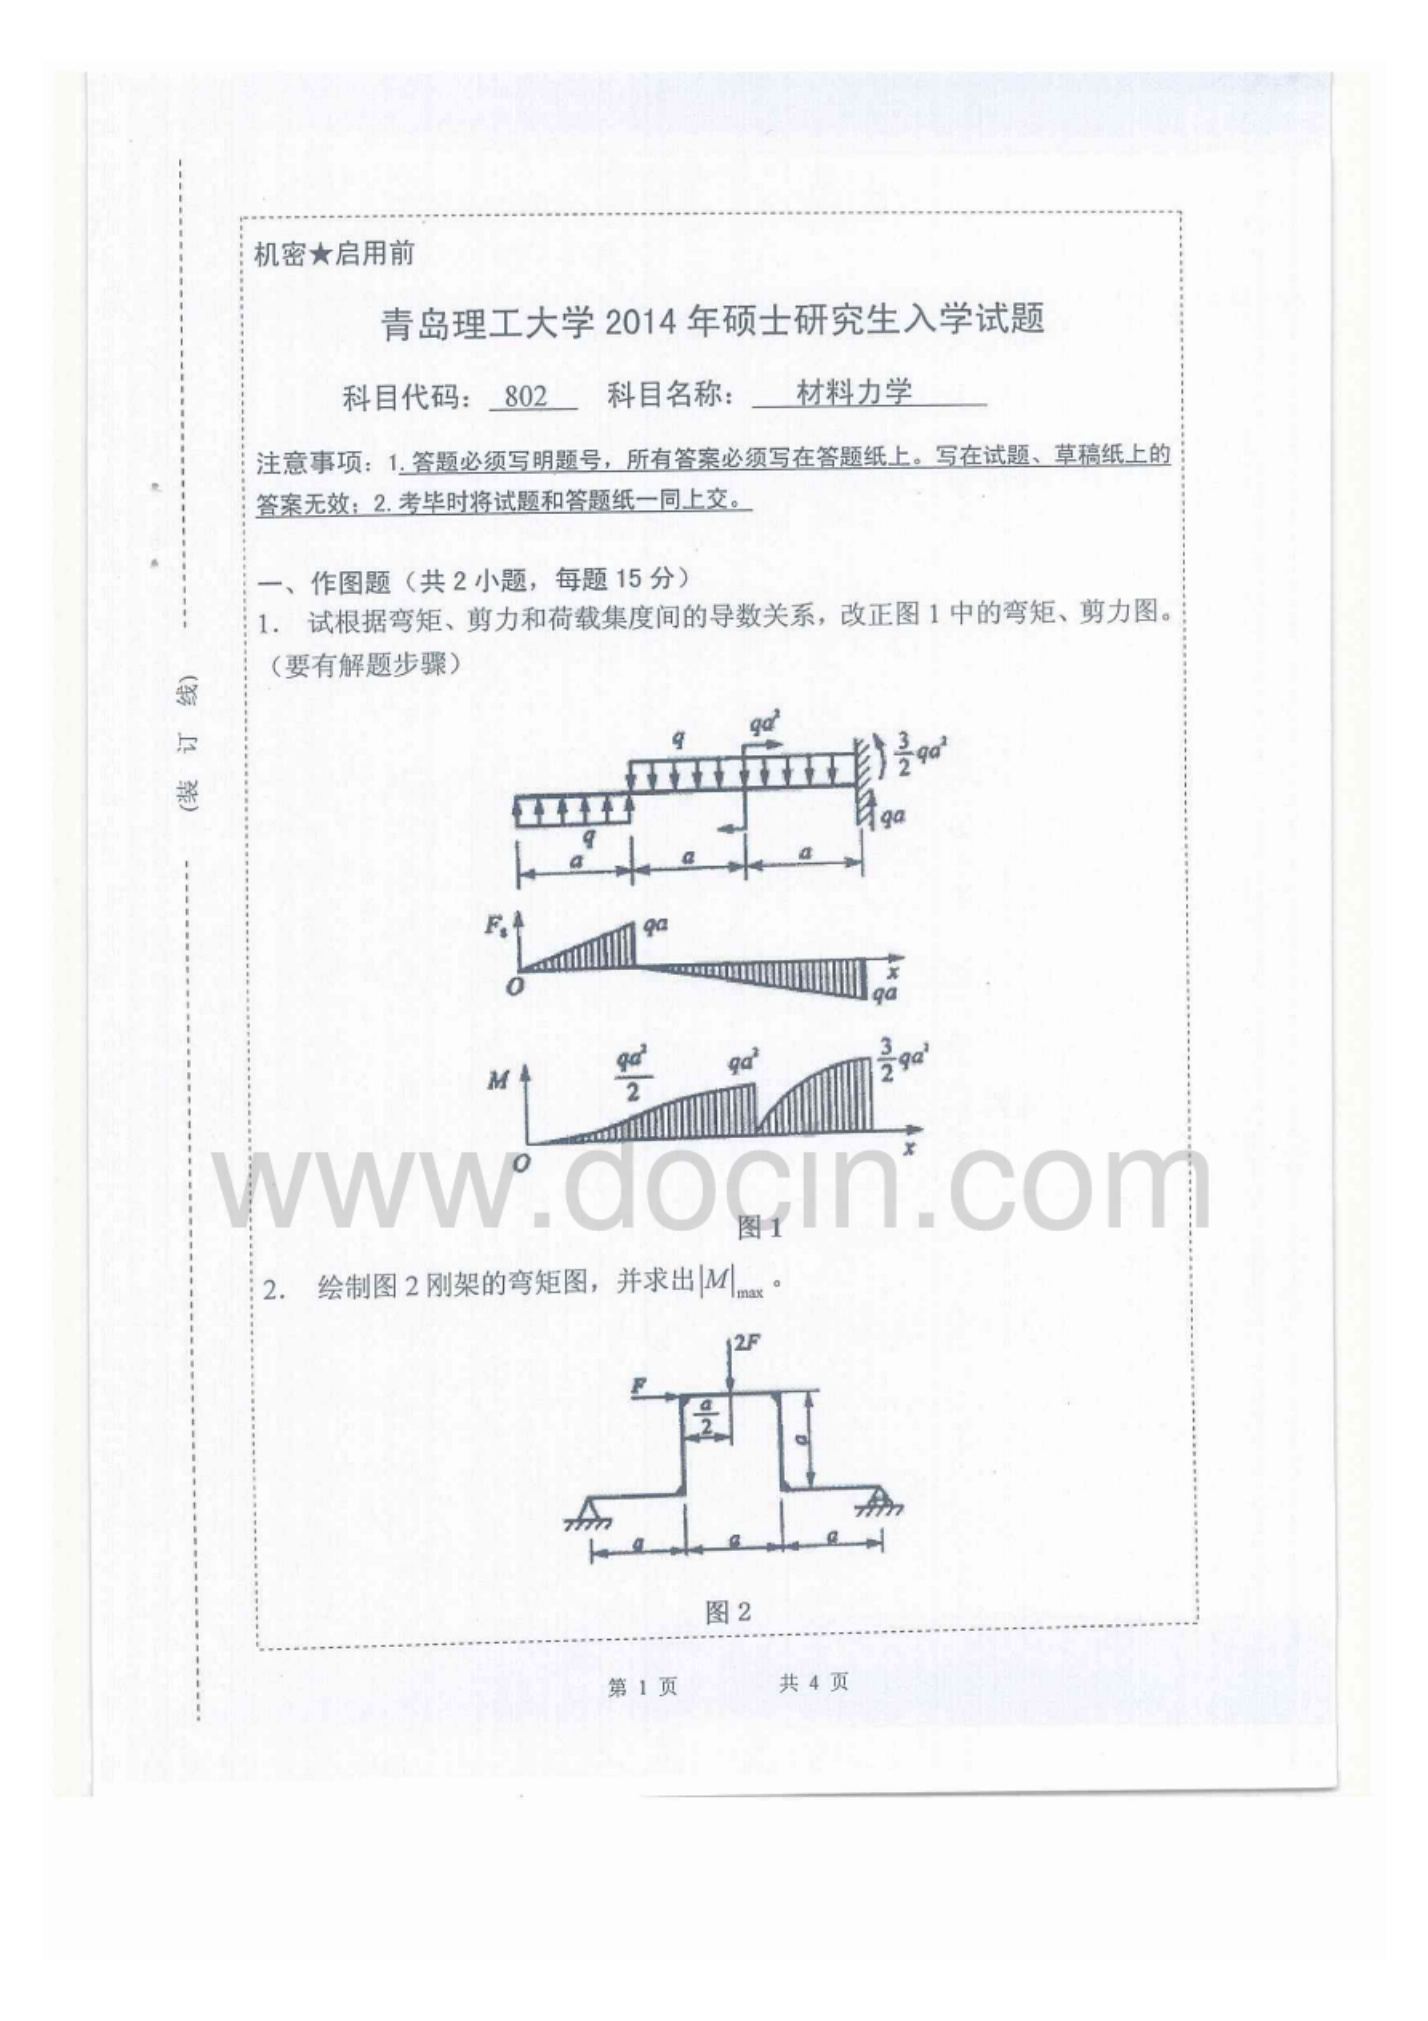 机密★启用前
青岛理工大学 2014 年硕士研究生入学试题
科目代码： 802 科目名称： 材料力学
注意事项：1. 答题必须写明题号，所有答案必须写在答题纸上。写在试题、草稿纸上的
答案无效；2. 考毕时将试题和答题纸一同上交。
一、作图题（共 2 小题，每题 15 分）
1. 试根据弯矩、剪力和荷载集度间的导数关系，改正图 1 中的弯矩、剪力图。
（要有解题步骤）
(装 订 线)
q qa² 3/2 qa²
q qa
a a a
Fs qa
O x
qa
M qa²/2 qa² 3/2 qa²
O x
www.docin.com
图 1
2. 绘制图 2 刚架的弯矩图，并求出|M|max 。
2F
F
a/2 a
a a a
图 2
第 1 页 共 4 页